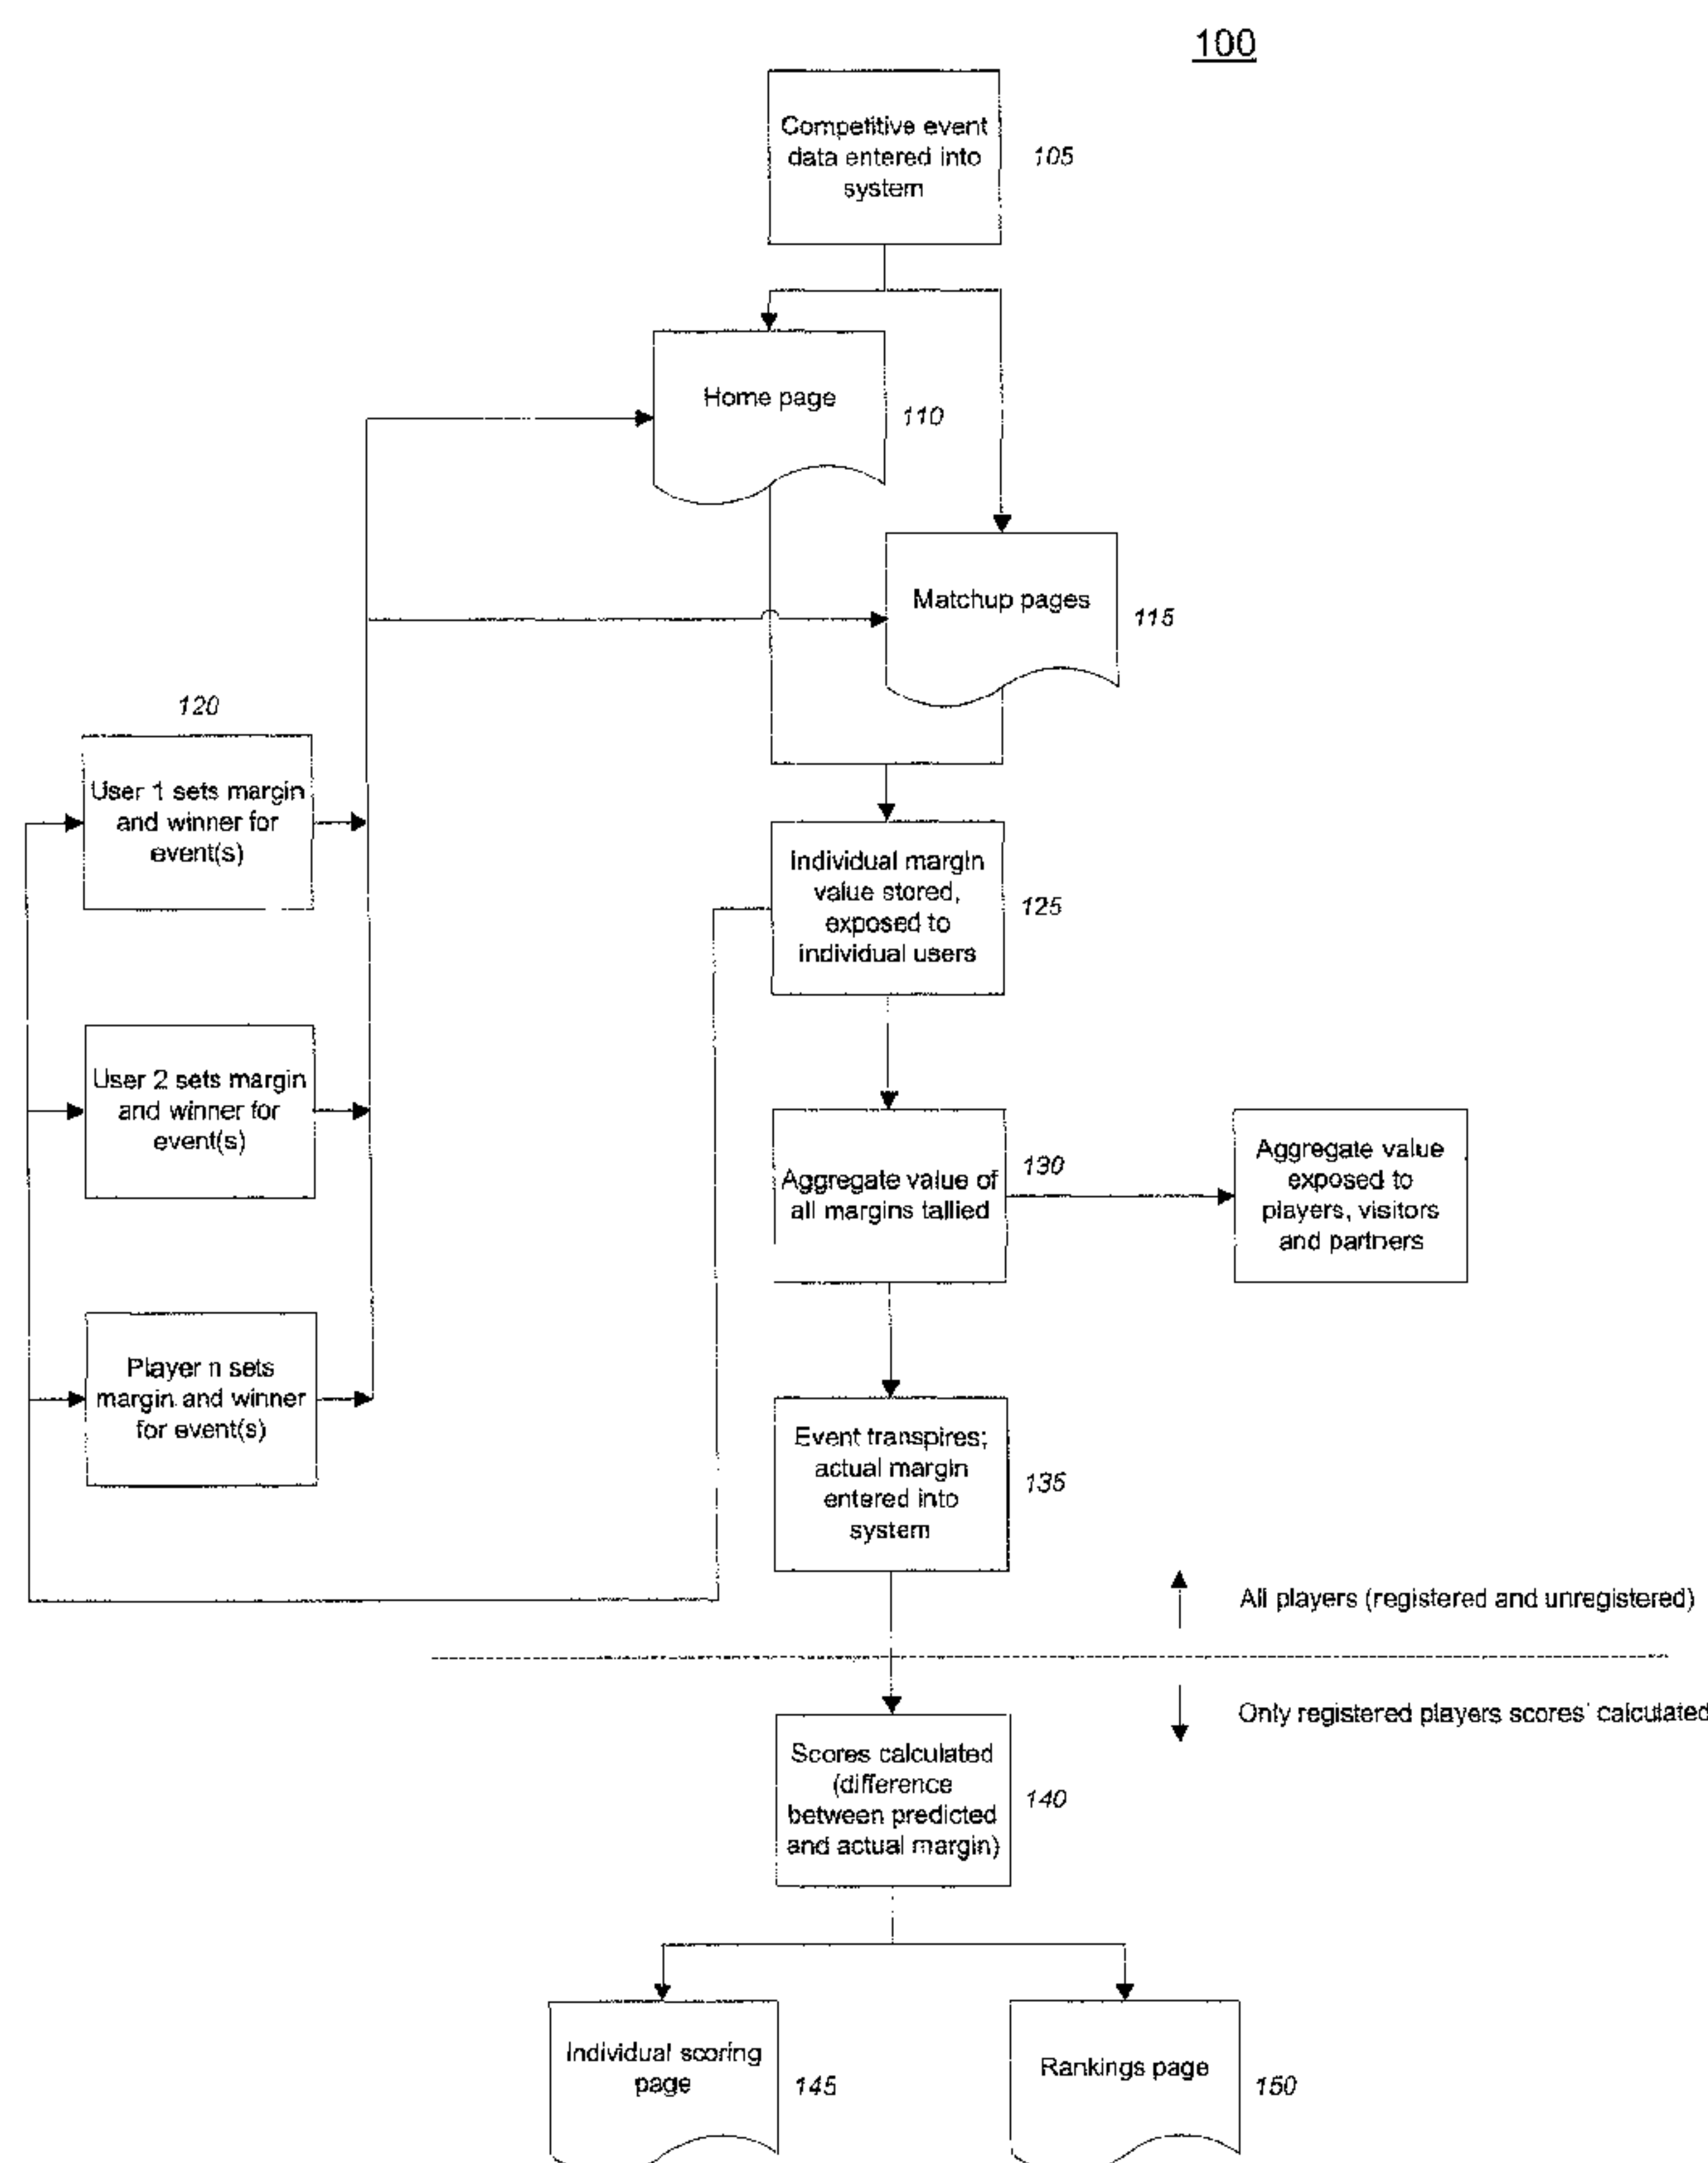 100
Competitive event
data entered into
system
105
Home page
110
Matchup pages
115
120
User 1 sets margin
and winner for
event(s)
Individual margin
value stored,
exposed to
individual users
125
User 2 sets margin
and winner for
event(s)
Aggregate value of
all margins tallied
130
Aggregate value
exposed to
players, visitors
and partners
Player n sets
margin and winner
for event(s)
Event transpires;
actual margin
entered into
system
135
All players (registered and unregistered)
Only registered players scores' calculated
Scores calculated
(difference
between predicted
and actual margin)
140
Individual scoring
page
145
Rankings page
150